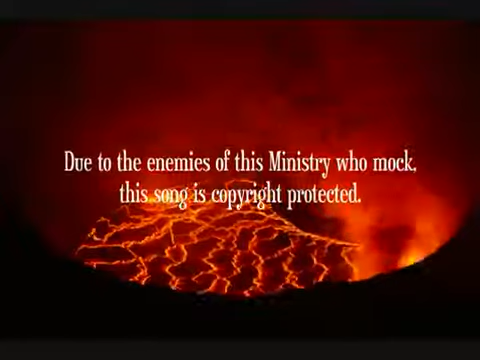 Due to the enemies of this Ministry who mock,
this song is copyright protected.